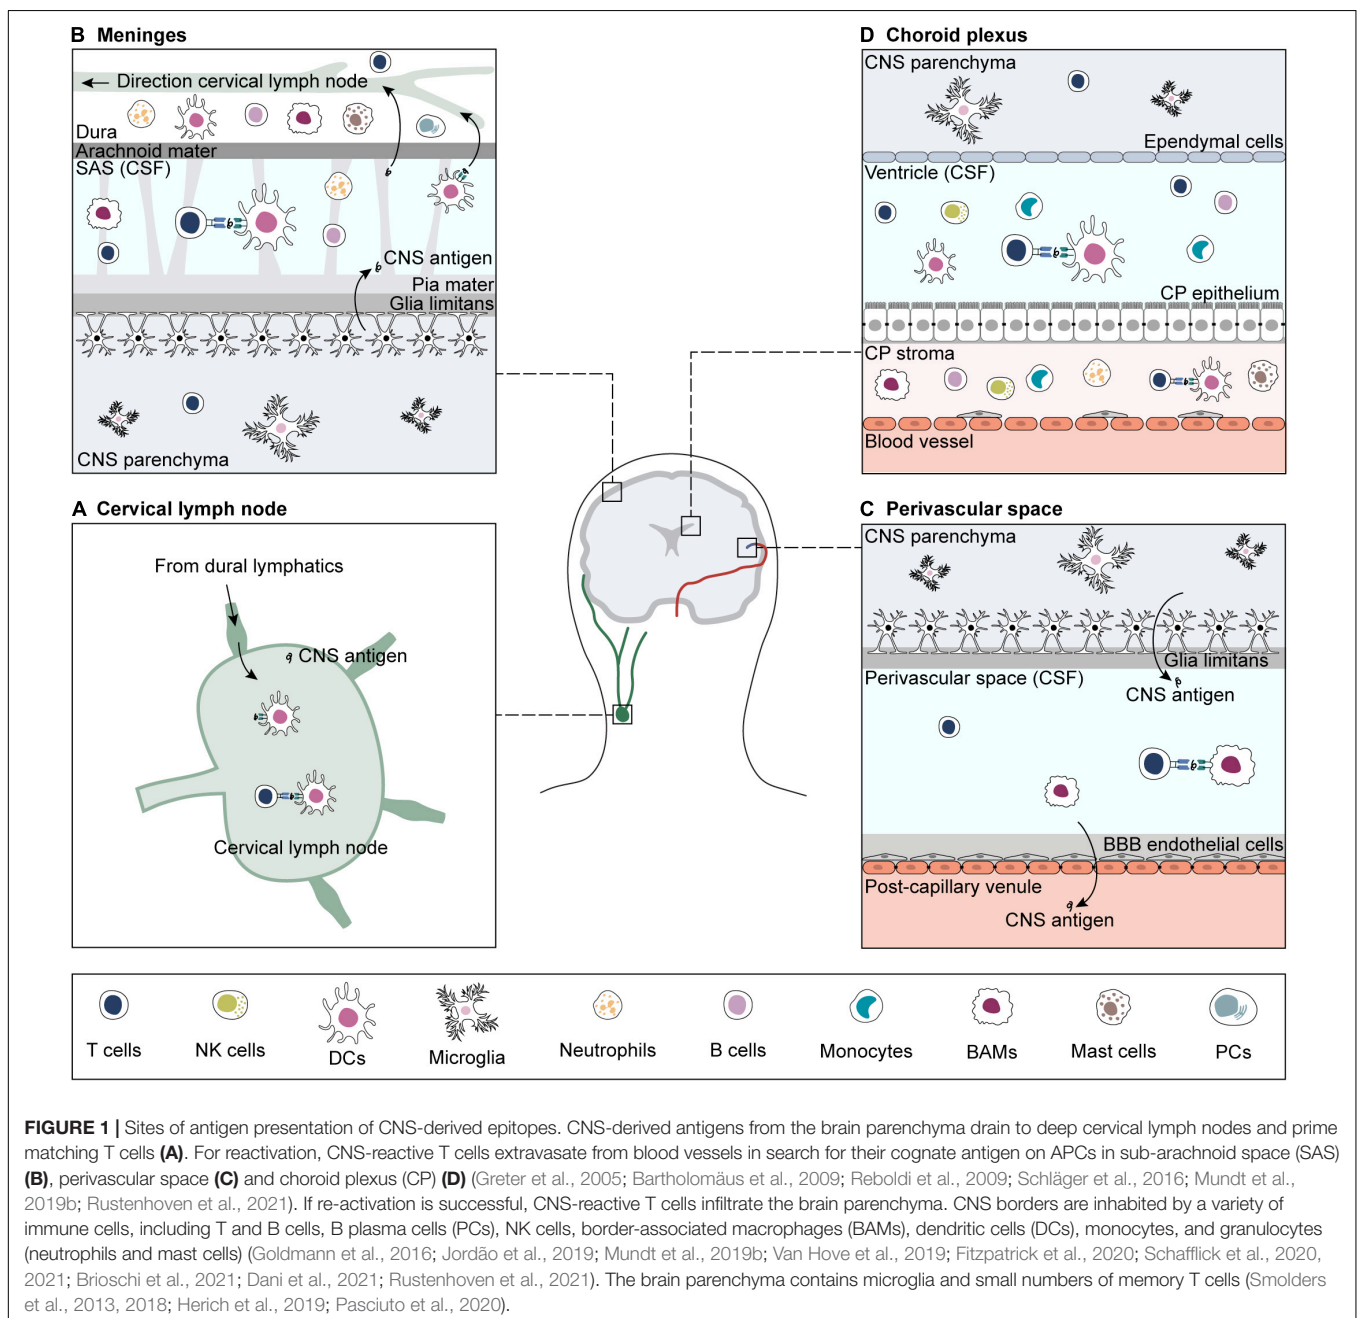 B Meninges
Direction cervical lymph node
Dura
Arachnoid mater
SAS (CSF)
CNS antigen
Pia mater
Glia limitans
CNS parenchyma
D Choroid plexus
CNS parenchyma
Ependymal cells
Ventricle (CSF)
CP epithelium
CP stroma
Blood vessel
A Cervical lymph node
From dural lymphatics
CNS antigen
Cervical lymph node
C Perivascular space
CNS parenchyma
Glia limitans
Perivascular space (CSF)
CNS antigen
BBB endothelial cells
Post-capillary venule
CNS antigen
T cells
NK cells
DCs
Microglia
Neutrophils
B cells
Monocytes
BAMs
Mast cells
PCs
FIGURE 1 | Sites of antigen presentation of CNS-derived epitopes. CNS-derived antigens from the brain parenchyma drain to deep cervical lymph nodes and prime
matching T cells (A). For reactivation, CNS-reactive T cells extravasate from blood vessels in search for their cognate antigen on APCs in sub-arachnoid space (SAS)
(B), perivascular space (C) and choroid plexus (CP) (D) (Greter et al., 2005; Bartholomäus et al., 2009; Reboldi et al., 2009; Schläger et al., 2016; Mundt et al.,
2019b; Rustenhoven et al., 2021). If re-activation is successful, CNS-reactive T cells infiltrate the brain parenchyma. CNS borders are inhabited by a variety of
immune cells, including T and B cells, B plasma cells (PCs), NK cells, border-associated macrophages (BAMs), dendritic cells (DCs), monocytes, and granulocytes
(neutrophils and mast cells) (Goldmann et al., 2016; Jordão et al., 2019; Mundt et al., 2019b; Van Hove et al., 2019; Fitzpatrick et al., 2020; Schafflick et al., 2020,
2021; Brioschi et al., 2021; Dani et al., 2021; Rustenhoven et al., 2021). The brain parenchyma contains microglia and small numbers of memory T cells (Smolders
et al., 2013, 2018; Herich et al., 2019; Pasciuto et al., 2020).